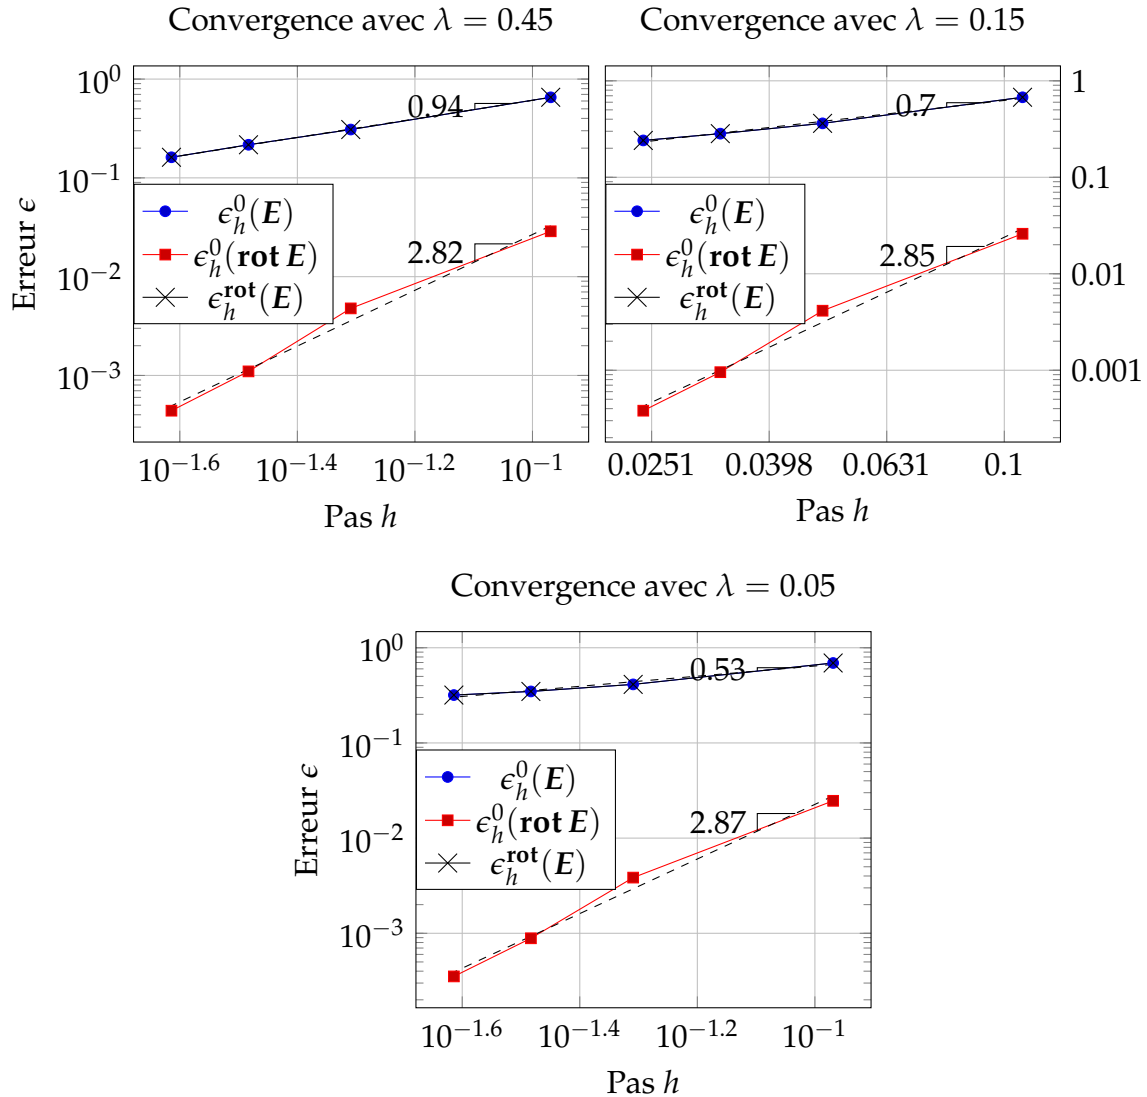 Convergence avec λ = 0.45
Erreur ϵ
10^0
10^−1
10^−2
10^−3
0.94
2.82
ϵ_h^0(E)
ϵ_h^0(rot E)
ϵ_h^rot(E)
10^−1.6
10^−1.4
10^−1.2
10^−1
Pas h
Convergence avec λ = 0.15
1
0.1
0.01
0.001
0.7
2.85
ϵ_h^0(E)
ϵ_h^0(rot E)
ϵ_h^rot(E)
0.0251
0.0398
0.0631
0.1
Pas h
Convergence avec λ = 0.05
Erreur ϵ
10^0
10^−1
10^−2
10^−3
0.53
2.87
ϵ_h^0(E)
ϵ_h^0(rot E)
ϵ_h^rot(E)
10^−1.6
10^−1.4
10^−1.2
10^−1
Pas h